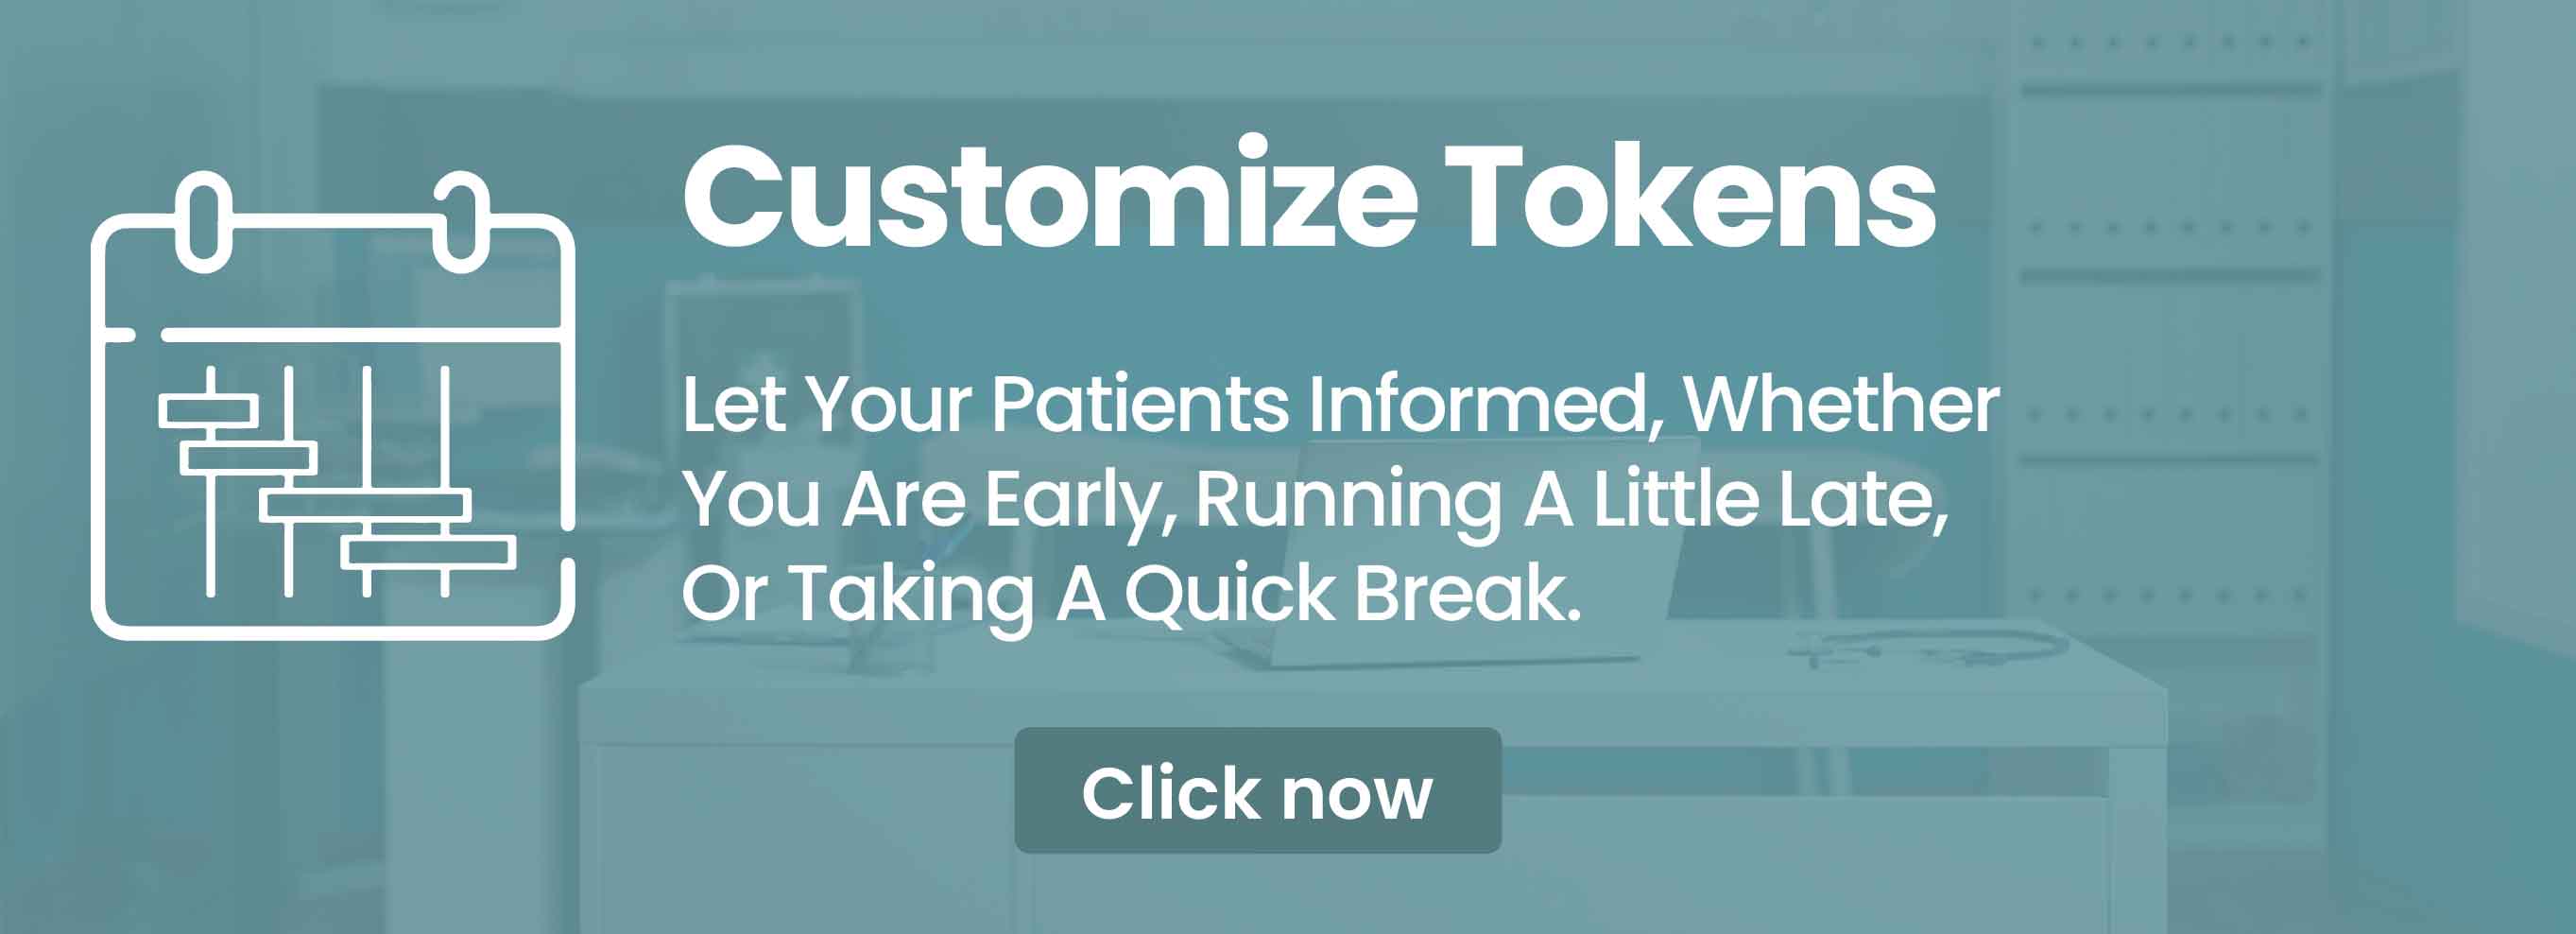 Customize Tokens
Let Your Patients Informed, Whether
You Are Early, Running A Little Late,
Or Taking A Quick Break.
Click now